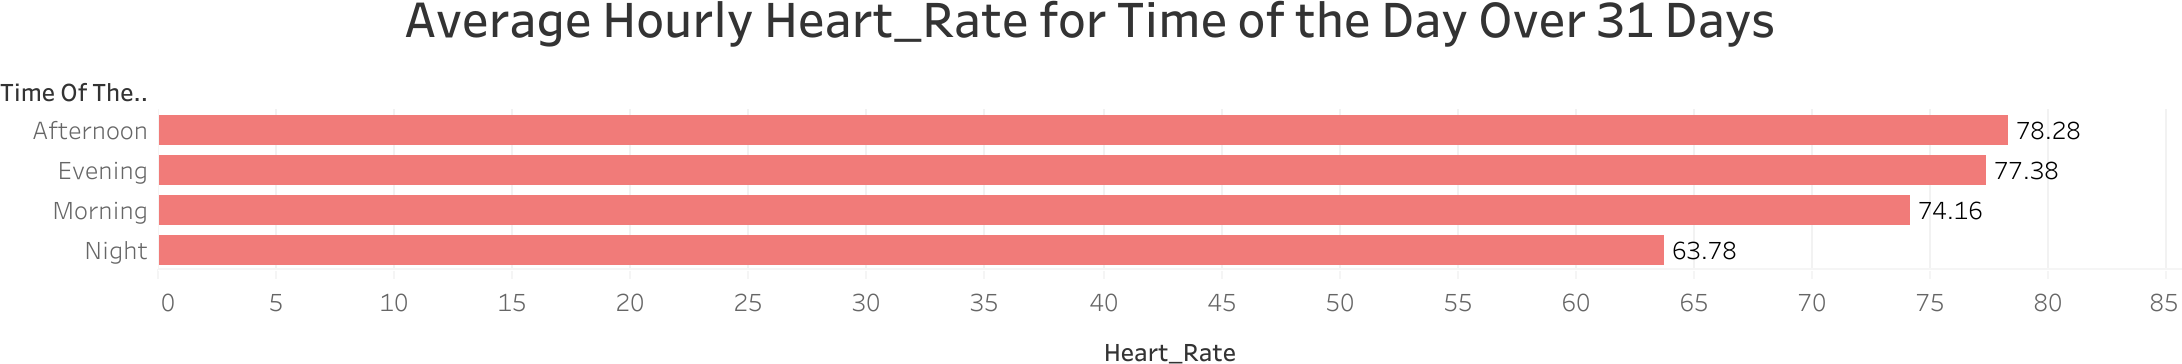 Average Hourly Heart_Rate for Time of the Day Over 31 Days
Time Of The..
Afternoon 78.28
Evening 77.38
Morning 74.16
Night 63.78
0 5 10 15 20 25 30 35 40 45 50 55 60 65 70 75 80 85
Heart_Rate